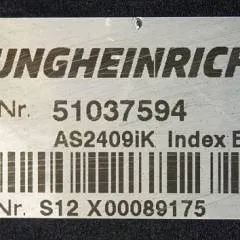 UNGHEINRICH
Nr. 51037594
AS2409iK Index B
Nr. S12 X00089175